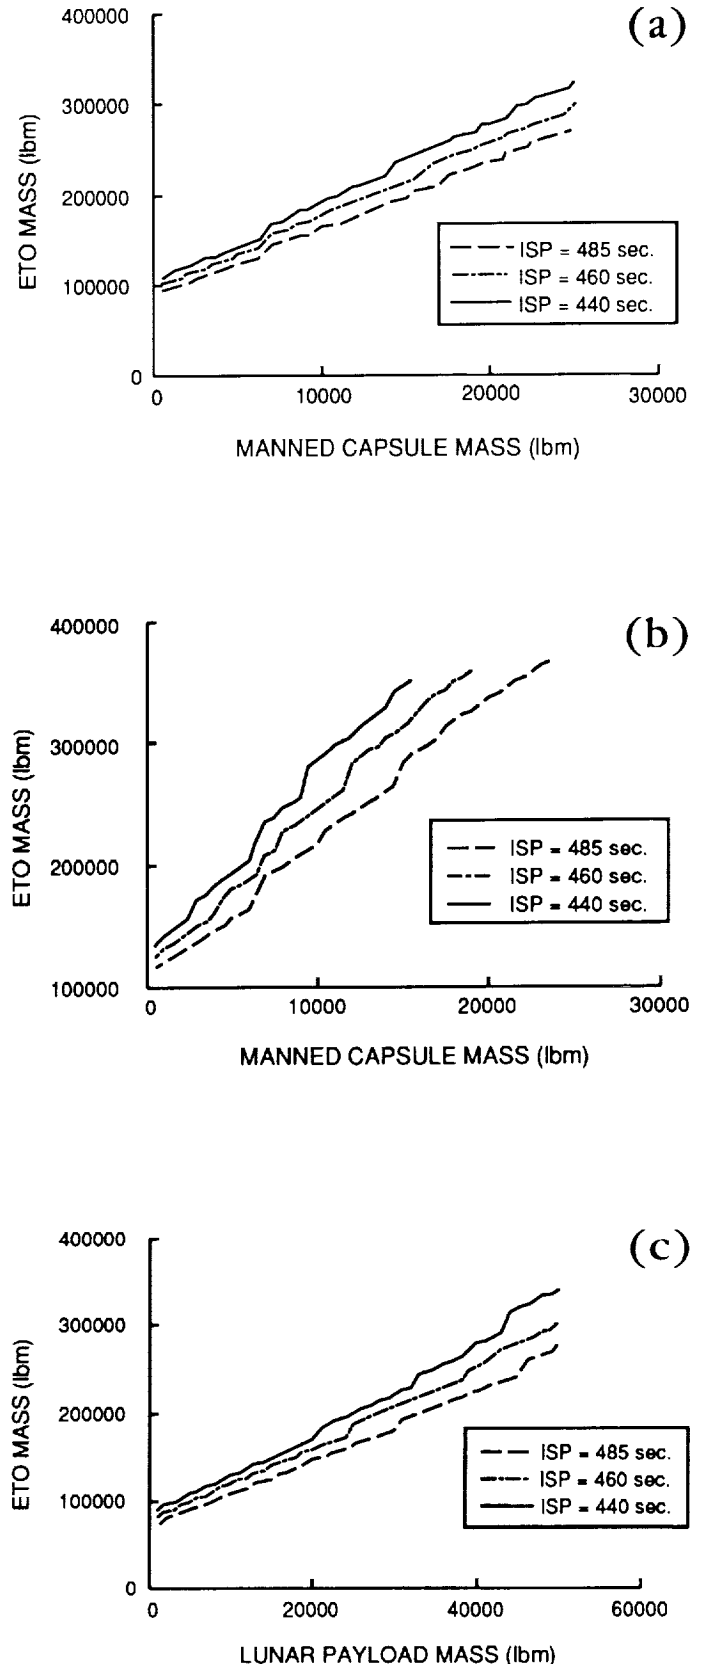 (a)
400000
300000
200000
100000
0
ETO MASS (lbm)
ISP = 485 sec.
ISP = 460 sec.
ISP = 440 sec.
0 10000 20000 30000
MANNED CAPSULE MASS (lbm)
(b)
400000
300000
200000
100000
ETO MASS (lbm)
ISP = 485 sec.
ISP = 460 sec.
ISP = 440 sec.
0 10000 20000 30000
MANNED CAPSULE MASS (lbm)
(c)
400000
300000
200000
100000
0
ETO MASS (lbm)
ISP = 485 sec.
ISP = 460 sec.
ISP = 440 sec.
0 20000 40000 60000
LUNAR PAYLOAD MASS (lbm)